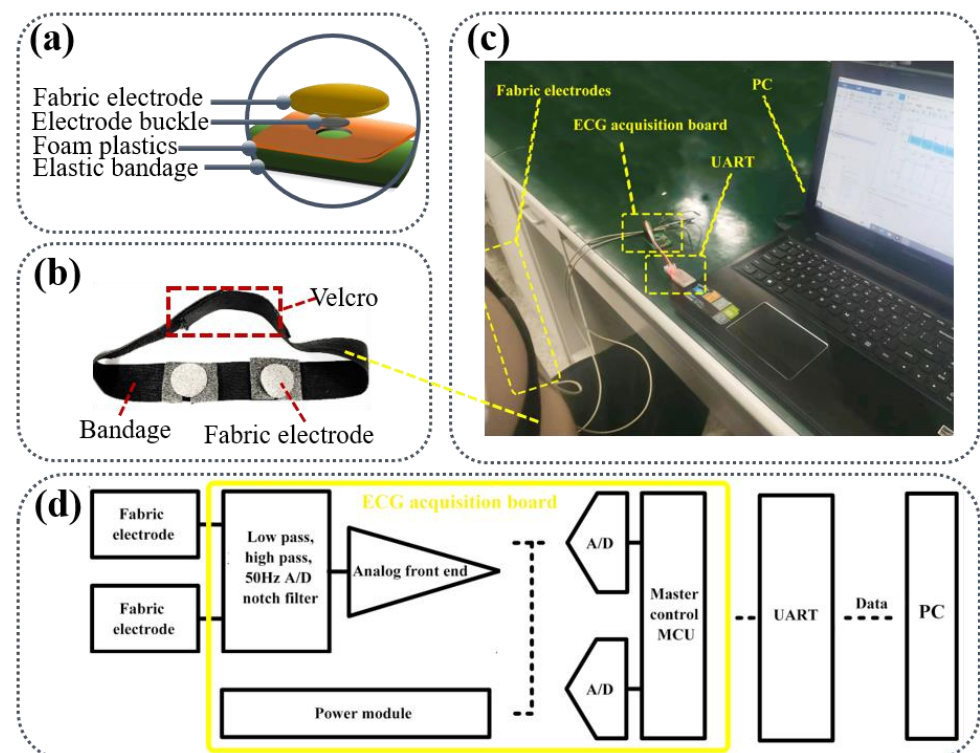 (a)
Fabric electrode
Electrode buckle
Foam plastics
Elastic bandage
(b)
Velcro
Bandage
Fabric electrode
(c)
Fabric electrodes
ECG acquisition board
UART
PC
(d)
ECG acquisition board
Fabric
electrode
Fabric
electrode
Low pass,
high pass,
50Hz A/D
notch filter
Analog front end
Power module
A/D
A/D
Master
control
MCU
UART
Data
PC